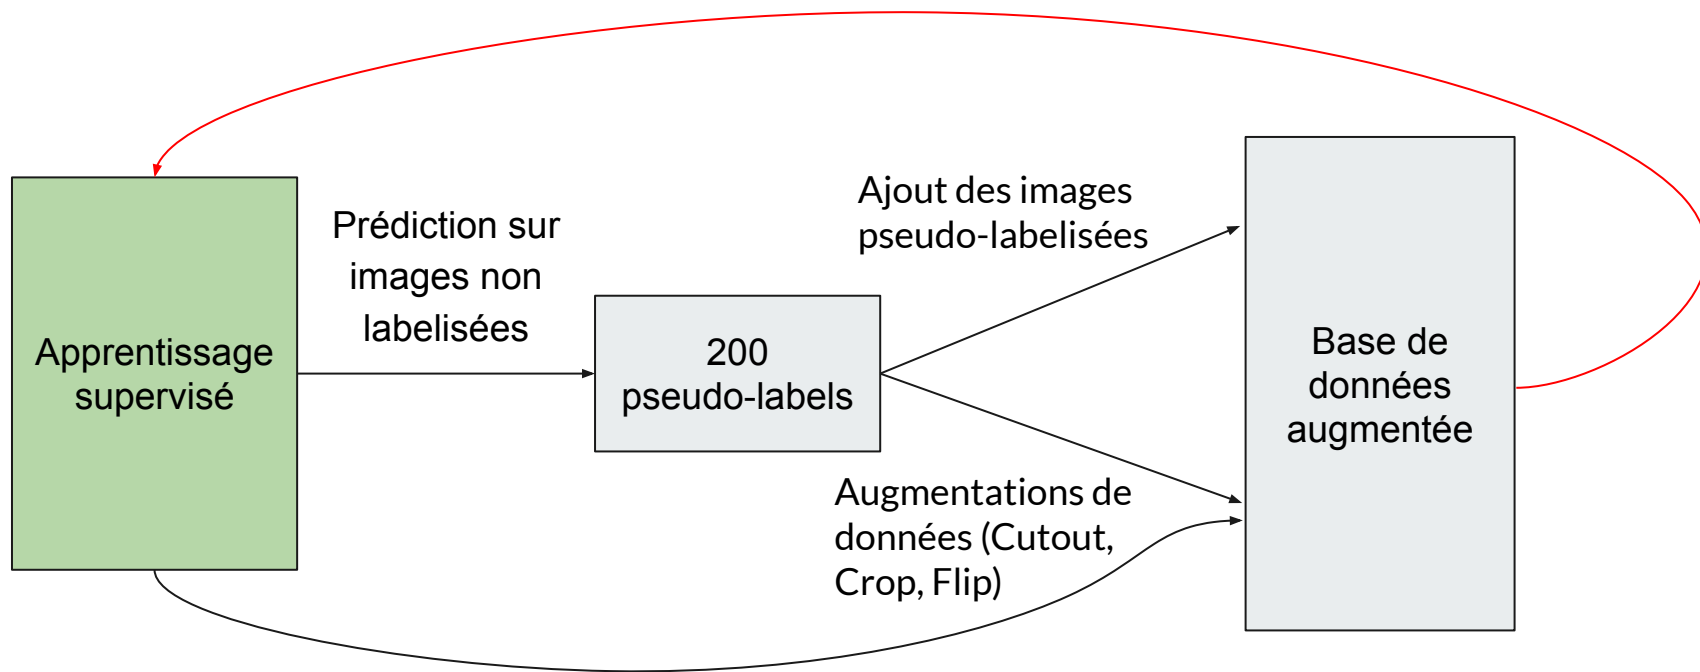 Apprentissage
supervisé
Prédiction sur
images non
labelisées
200
pseudo-labels
Ajout des images
pseudo-labelisées
Augmentations de
données (Cutout,
Crop, Flip)
Base de
données
augmentée